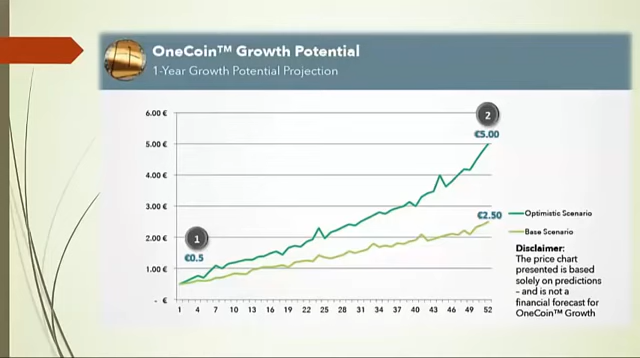 OneCoin™ Growth Potential
1-Year Growth Potential Projection
6.00 €
5.00 €
4.00 €
3.00 €
2.00 €
1.00 €
- €
1
€0.5
2
€5.00
€2.50
1 4 7 10 13 16 19 22 25 28 31 34 37 40 43 46 49 52
Optimistic Scenario
Base Scenario
Disclaimer:
The price chart
presented is based
solely on predictions
– and is not a
financial forecast for
OneCoin™ Growth